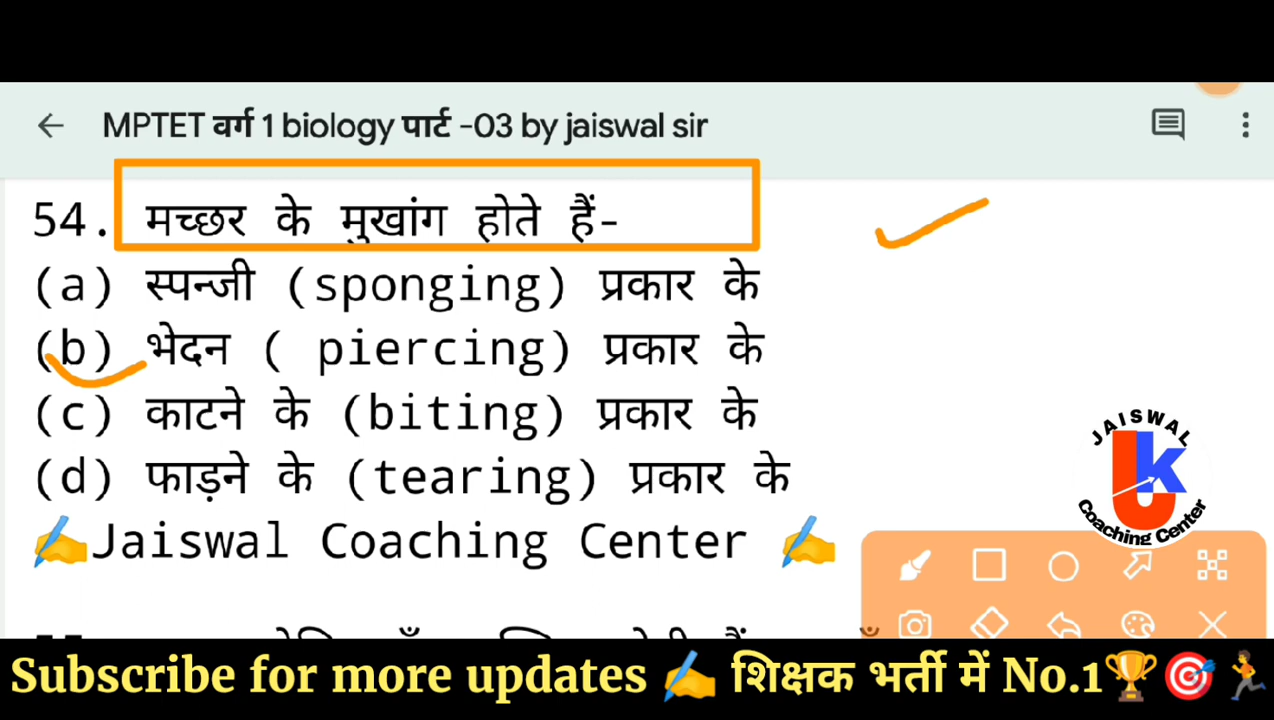 MPTET वर्ग 1 biology पार्ट -03 by jaiswal sir
54. मच्छर के मुखांग होते हैं-
(a) स्पन्जी (sponging) प्रकार के
(b) भेदन ( piercing) प्रकार के
(c) काटने के (biting) प्रकार के
(d) फाड़ने के (tearing) प्रकार के
✍️Jaiswal Coaching Center ✍️
JAISWAL
JK
Coaching Center
Subscribe for more updates ✍️ शिक्षक भर्ती में No.1🏆🎯🏃